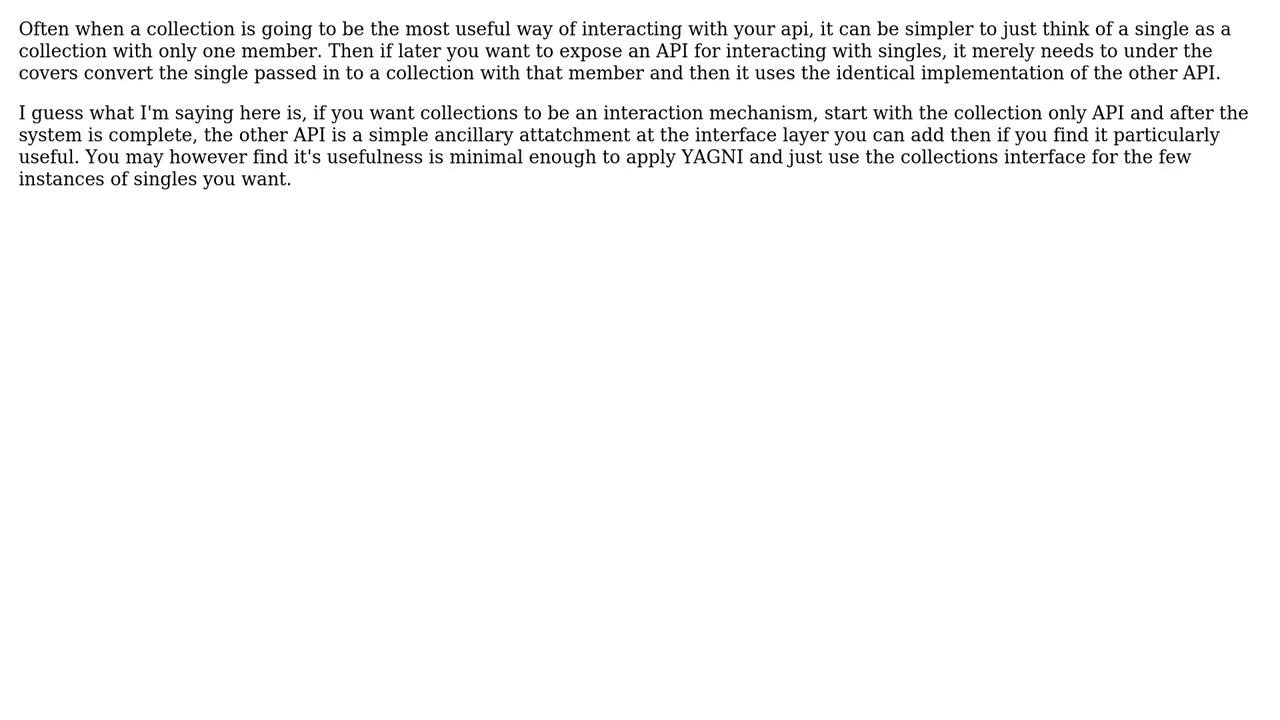 Often when a collection is going to be the most useful way of interacting with your api, it can be simpler to just think of a single as a
collection with only one member. Then if later you want to expose an API for interacting with singles, it merely needs to under the
covers convert the single passed in to a collection with that member and then it uses the identical implementation of the other API.
I guess what I'm saying here is, if you want collections to be an interaction mechanism, start with the collection only API and after the
system is complete, the other API is a simple ancillary attatchment at the interface layer you can add then if you find it particularly
useful. You may however find it's usefulness is minimal enough to apply YAGNI and just use the collections interface for the few
instances of singles you want.